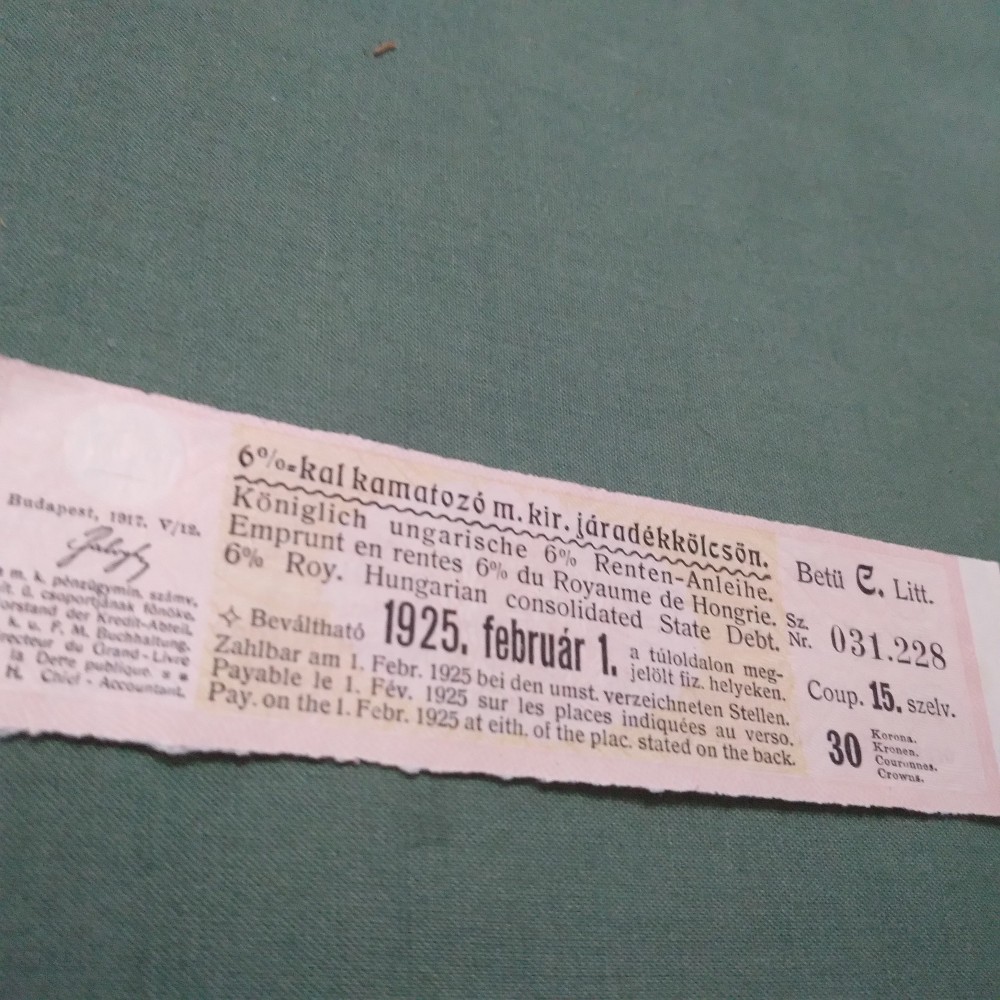 Budapest, 1917. V/12.
m. k. pénzügymin. számv.
ü. csoportjának főnöke.
Vorstand der Kredit-Abteil.
k. u. F. M. Buchhaltung.
du Grand-Livre
la Dette publique.
H. Chief - Accountant.
6%=kal kamatozó m. kir. járadékkölcsön.
Königlich ungarische 6% Renten-Anleihe.
Emprunt en rentes 6% du Royaume de Hongrie.
6% Roy. Hungarian consolidated State Debt.
Beváltható 1925. február 1. a túloldalon meg-
jelölt fiz. helyeken.
Zahlbar am 1. Febr. 1925 bei den umst. verzeichneten Stellen.
Payable le 1. Fév. 1925 sur les places indiquées au verso.
Pay. on the 1. Febr. 1925 at eith. of the plac. stated on the back.
Betü C. Litt.
Sz.
Nr. 031.228
Coup. 15. szelv.
30 Korona.
Kronen.
Couronnes.
Crowns.